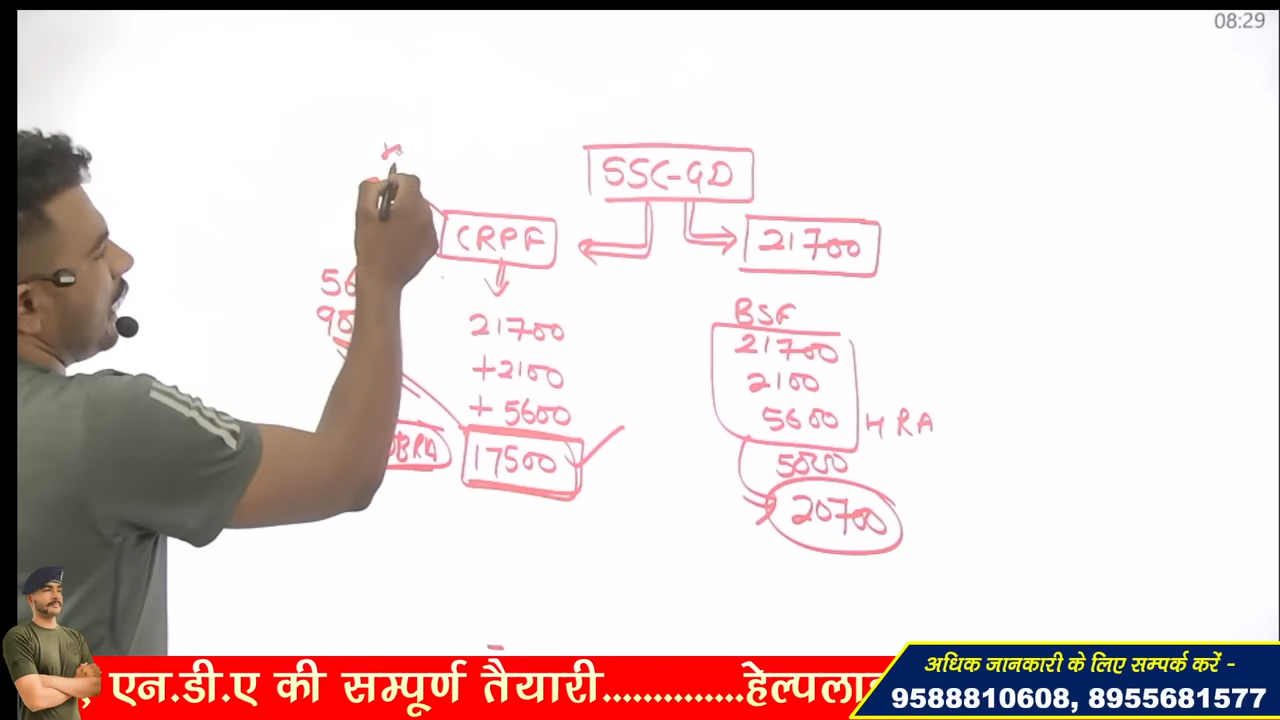 08:29
SSC-GD
CRPF
21700
21700
+2100
+ 5600
17500
BSF
21700
2100
5600 HRA
5000
20700
एन.डी.ए की सम्पूर्ण तैयारी..............हेल्पला
अधिक जानकारी के लिए सम्पर्क करें -
9588810608, 8955681577